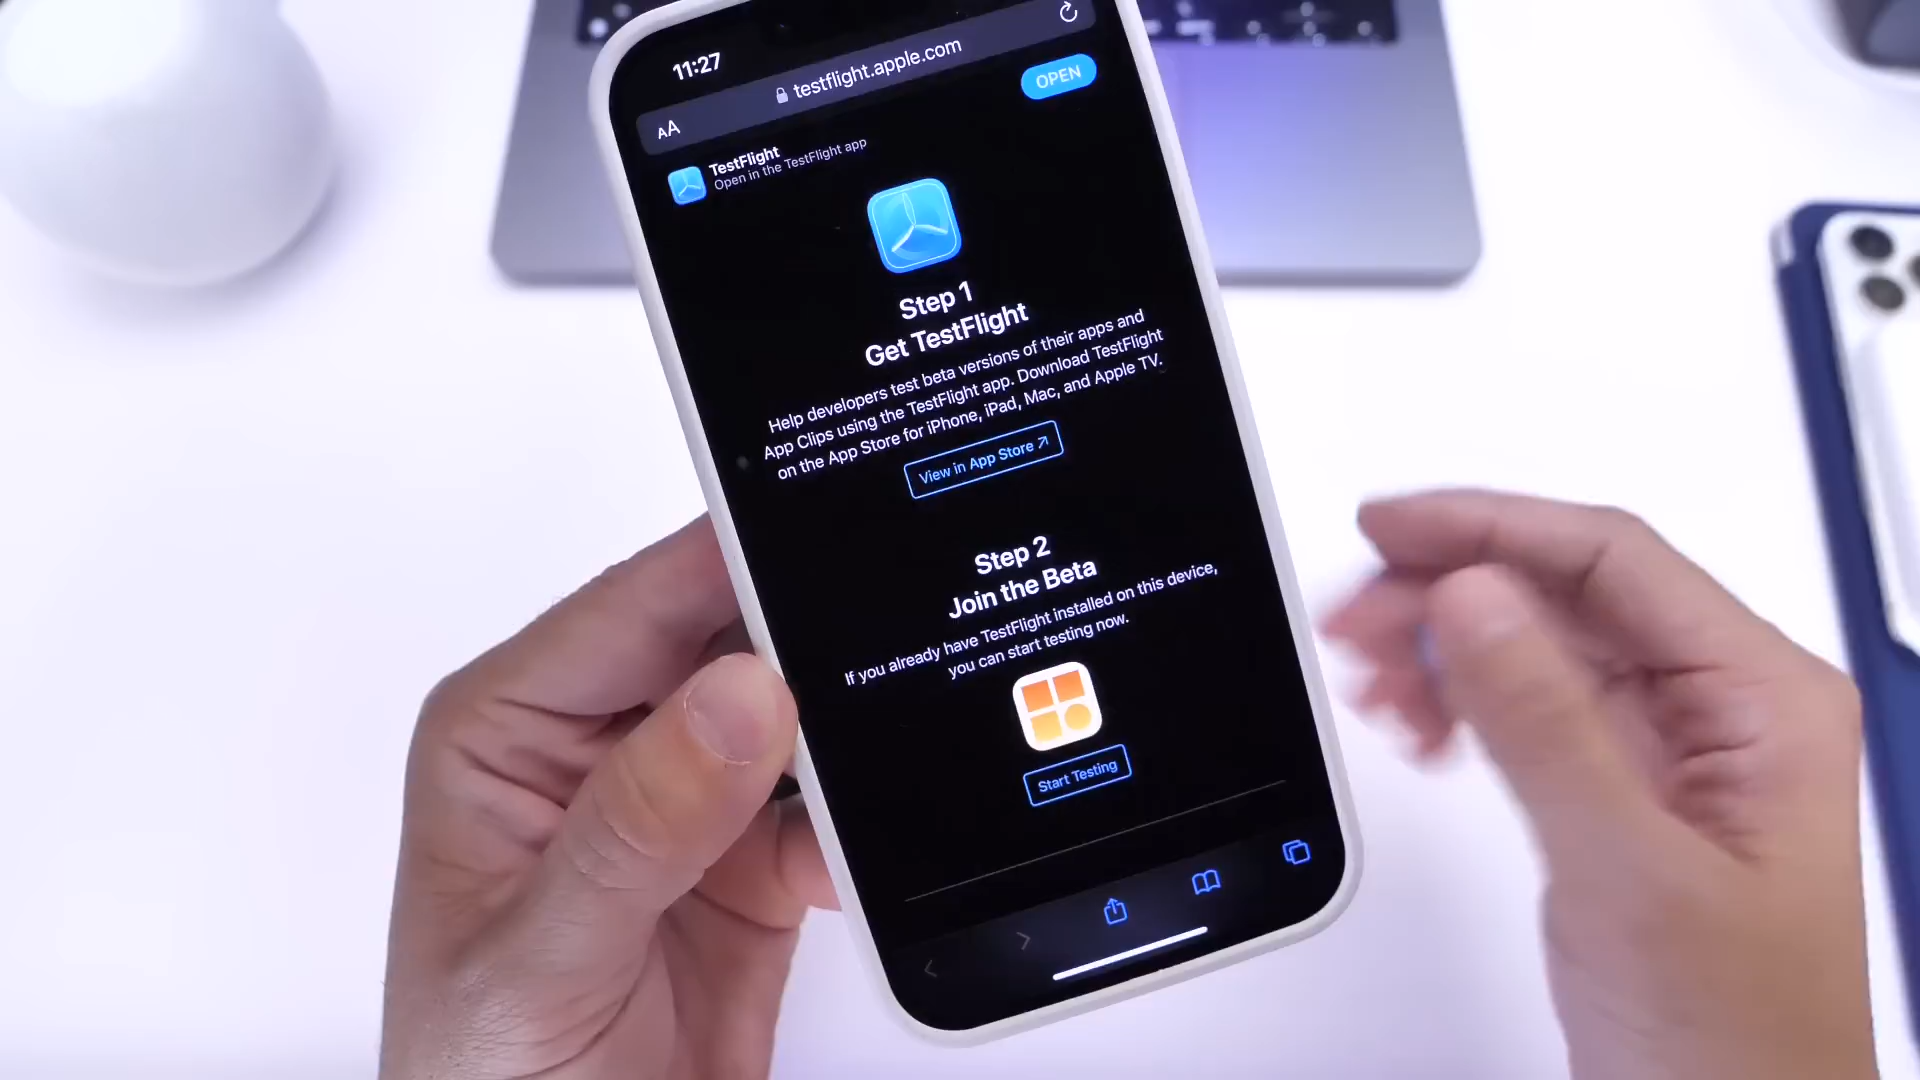 11:27
AA
testflight.apple.com
TestFlight
Open in the TestFlight app
OPEN
Step 1
Get TestFlight
Help developers test beta versions of their apps and
App Clips using the TestFlight app. Download TestFlight
on the App Store for iPhone, iPad, Mac, and Apple TV.
View in App Store ↗
Step 2
Join the Beta
If you already have TestFlight installed on this device,
you can start testing now.
Start Testing